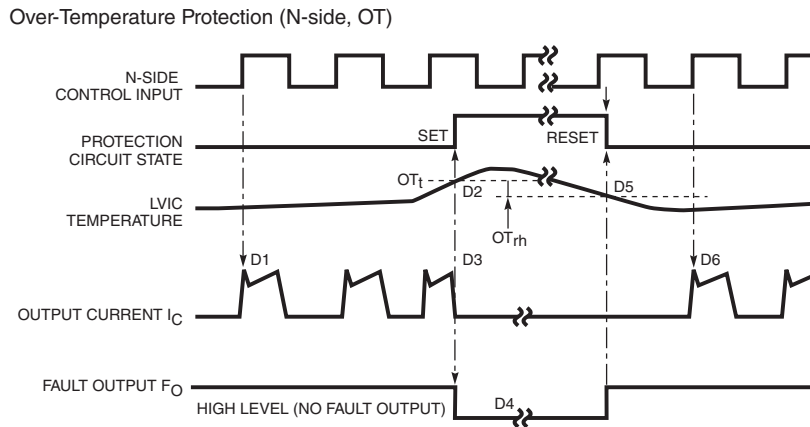 Over-Temperature Protection (N-side, OT)
N-SIDE
CONTROL INPUT
SET
RESET
PROTECTION
CIRCUIT STATE
OTt
D2
D5
LVIC
TEMPERATURE
OTrh
D1
D3
D6
OUTPUT CURRENT IC
FAULT OUTPUT FO
HIGH LEVEL (NO FAULT OUTPUT)
D4